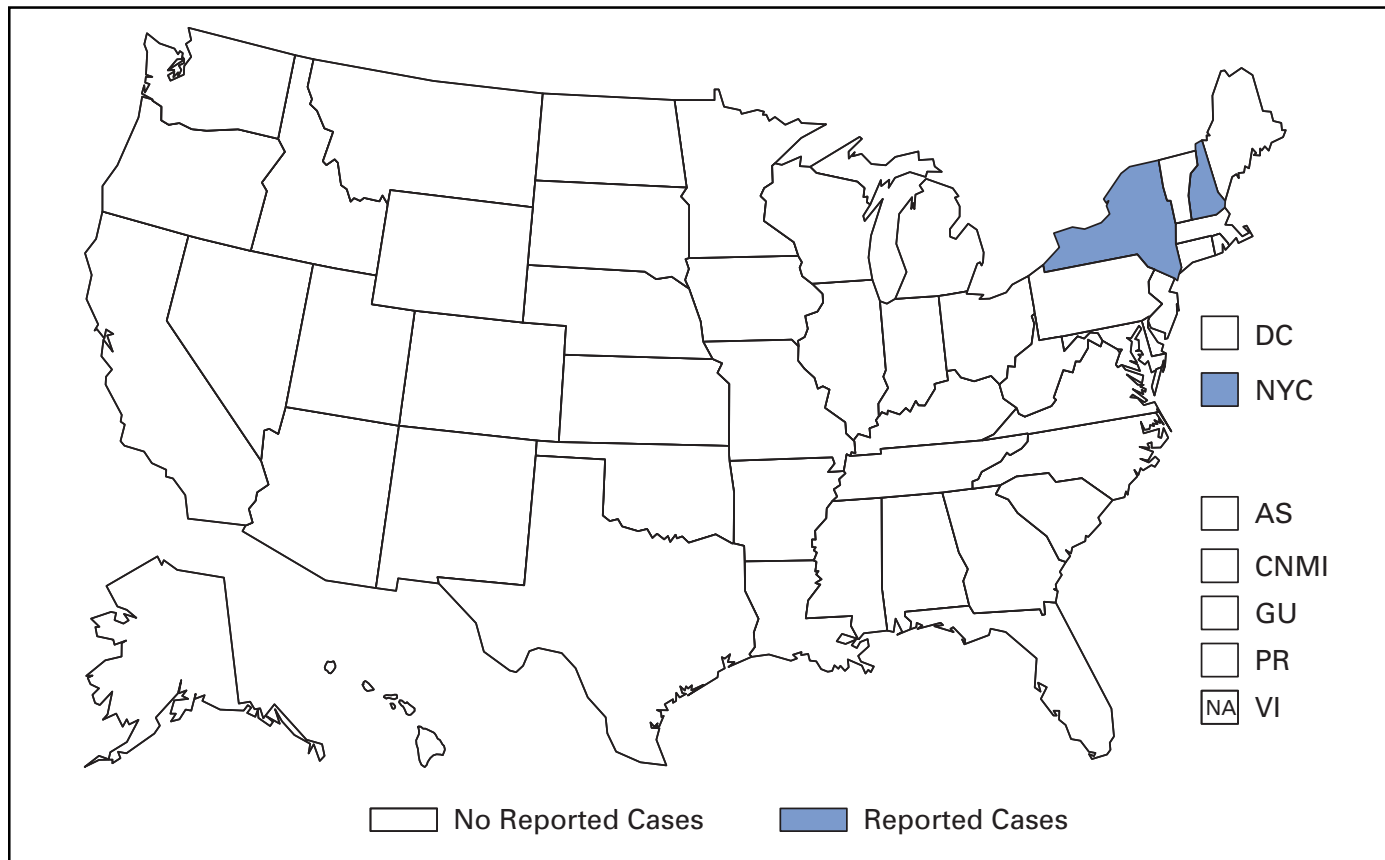 DC
NYC
AS
CNMI
GU
PR
NA VI
No Reported Cases Reported Cases